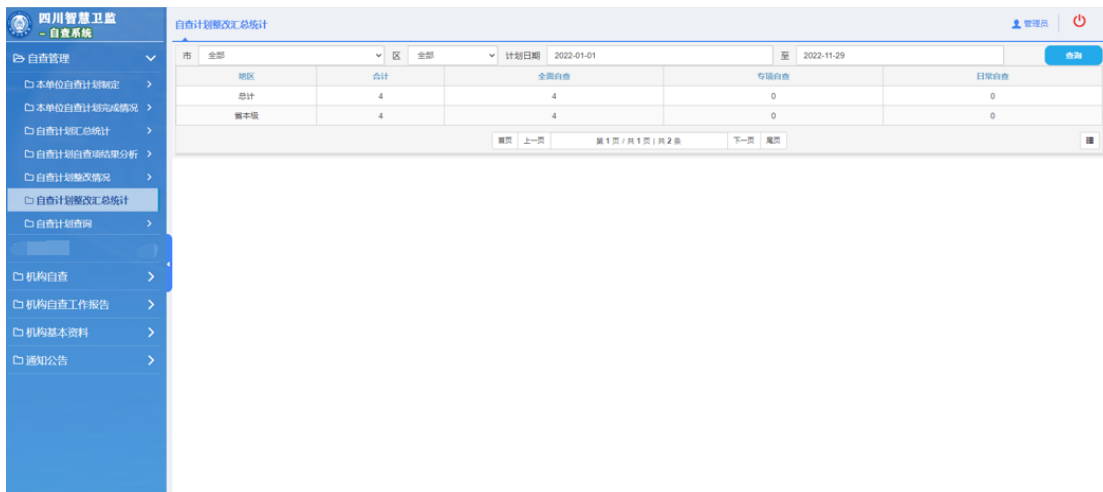 四川智慧卫监
- 自查系统
自查计划整改汇总统计
管理员
自查管理
本单位自查计划制定
本单位自查计划完成情况
自查计划汇总统计
自查计划自查项结果分析
自查计划整改情况
自查计划整改汇总统计
自查计划查询
机构自查
机构自查工作报告
机构基本资料
通知公告
市 全部 区 全部 计划日期 2022-01-01 至 2022-11-29 查询
地区 合计 全面自查 专项自查 日常自查
总计 4 4 0 0
省本级 4 4 0 0
首页 上一页 第 1 页 / 共 1 页 | 共 2 条 下一页 尾页